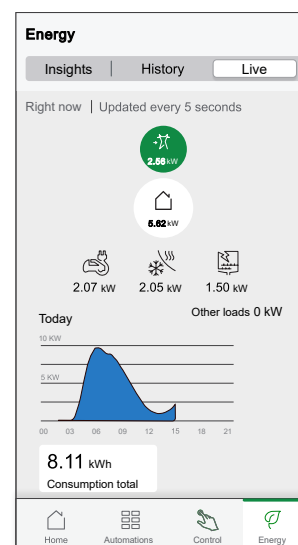 Energy
Insights | History Live
Right now | Updated every 5 seconds
2.56 kW
5.62 kW
2.07 kW 2.05 kW 1.50 kW
Today Other loads 0 kW
10 KW
5 KW
00 03 06 09 12 15 18 21
8.11 kWh
Consumption total
Home Automations Control Energy